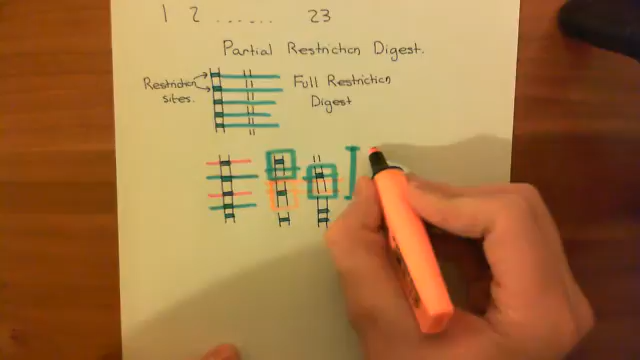 1 2 ....... 23
Partial Restriction Digest.
Restriction
sites.
Full Restriction
Digest